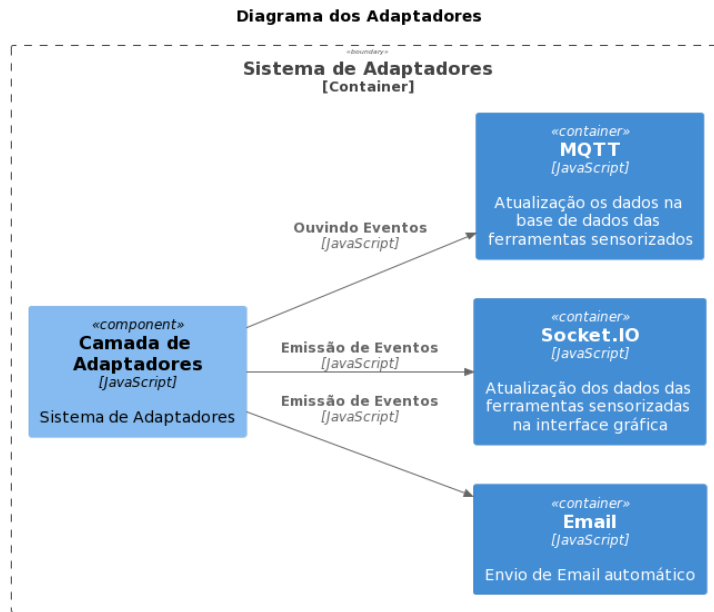 Diagrama dos Adaptadores
«boundary»
Sistema de Adaptadores
[Container]
«container»
MQTT
[JavaScript]
Atualização os dados na
base de dados das
ferramentas sensorizados
Ouvindo Eventos
[JavaScript]
«component»
Camada de
Adaptadores
[JavaScript]
Sistema de Adaptadores
Emissão de Eventos
[JavaScript]
Emissão de Eventos
[JavaScript]
«container»
Socket.IO
[JavaScript]
Atualização dos dados das
ferramentas sensorizadas
na interface gráfica
«container»
Email
[JavaScript]
Envio de Email automático